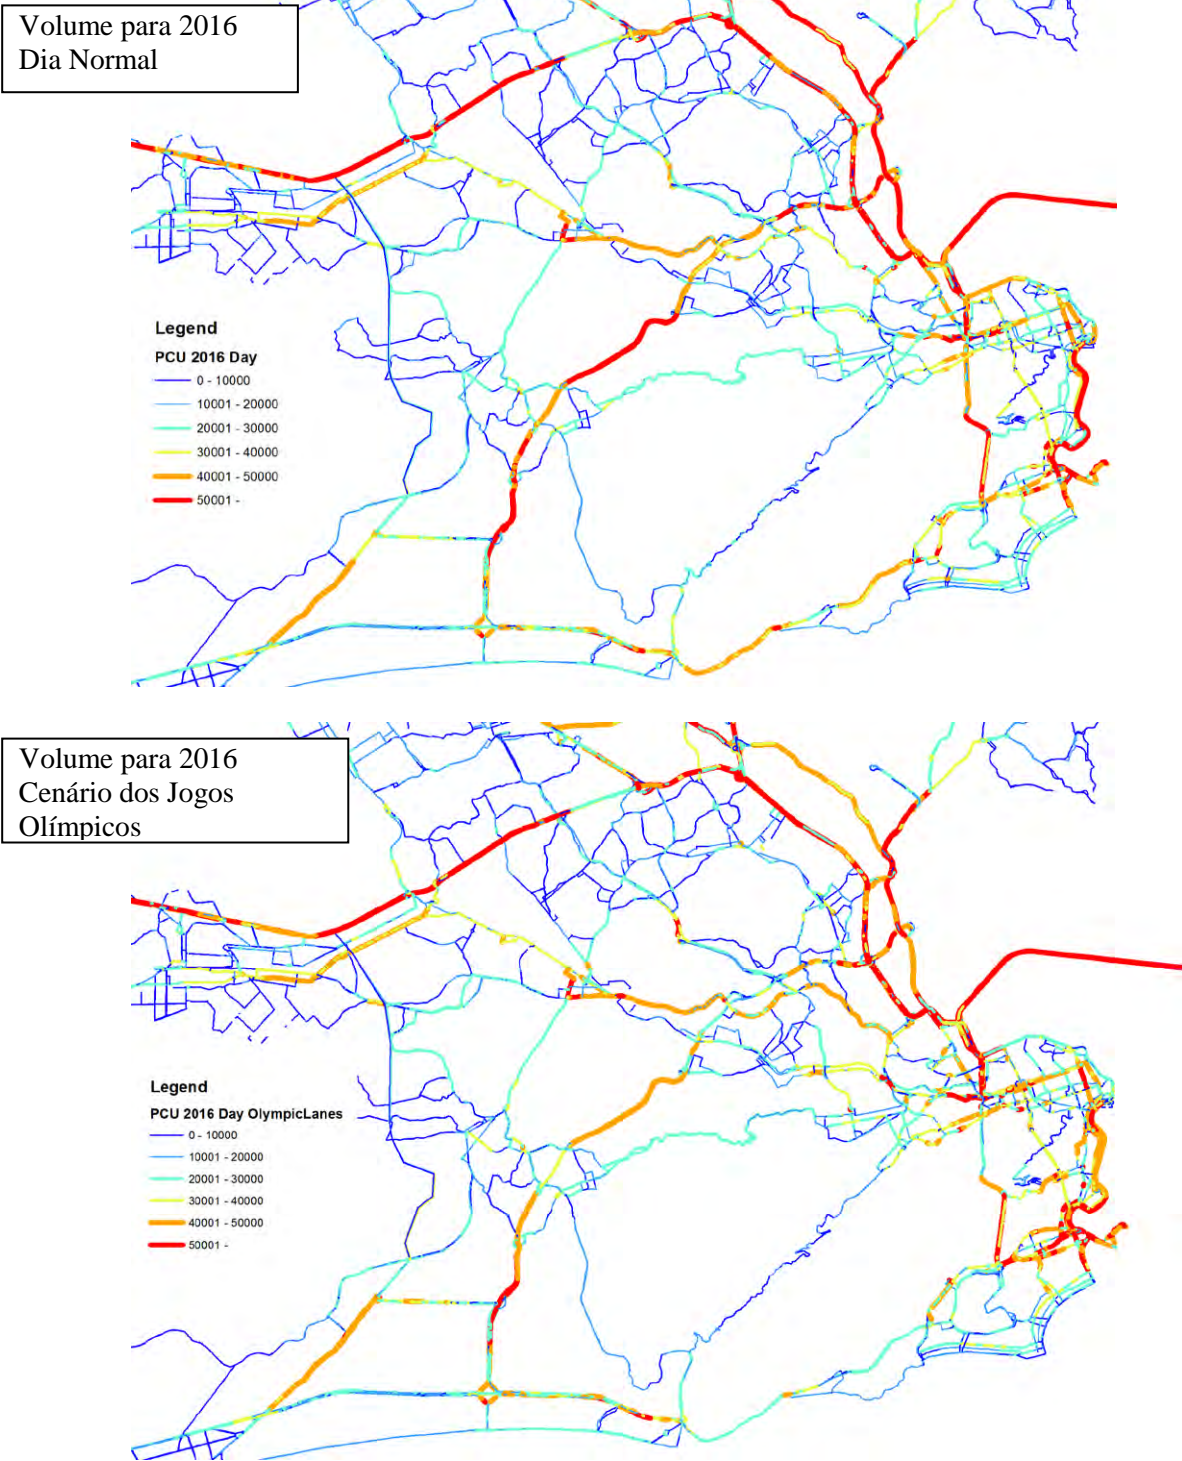 Volume para 2016
Dia Normal
Legend
PCU 2016 Day
0 - 10000
10001 - 20000
20001 - 30000
30001 - 40000
40001 - 50000
50001 -
Volume para 2016
Cenário dos Jogos
Olímpicos
Legend
PCU 2016 Day OlympicLanes
0 - 10000
10001 - 20000
20001 - 30000
30001 - 40000
40001 - 50000
50001 -